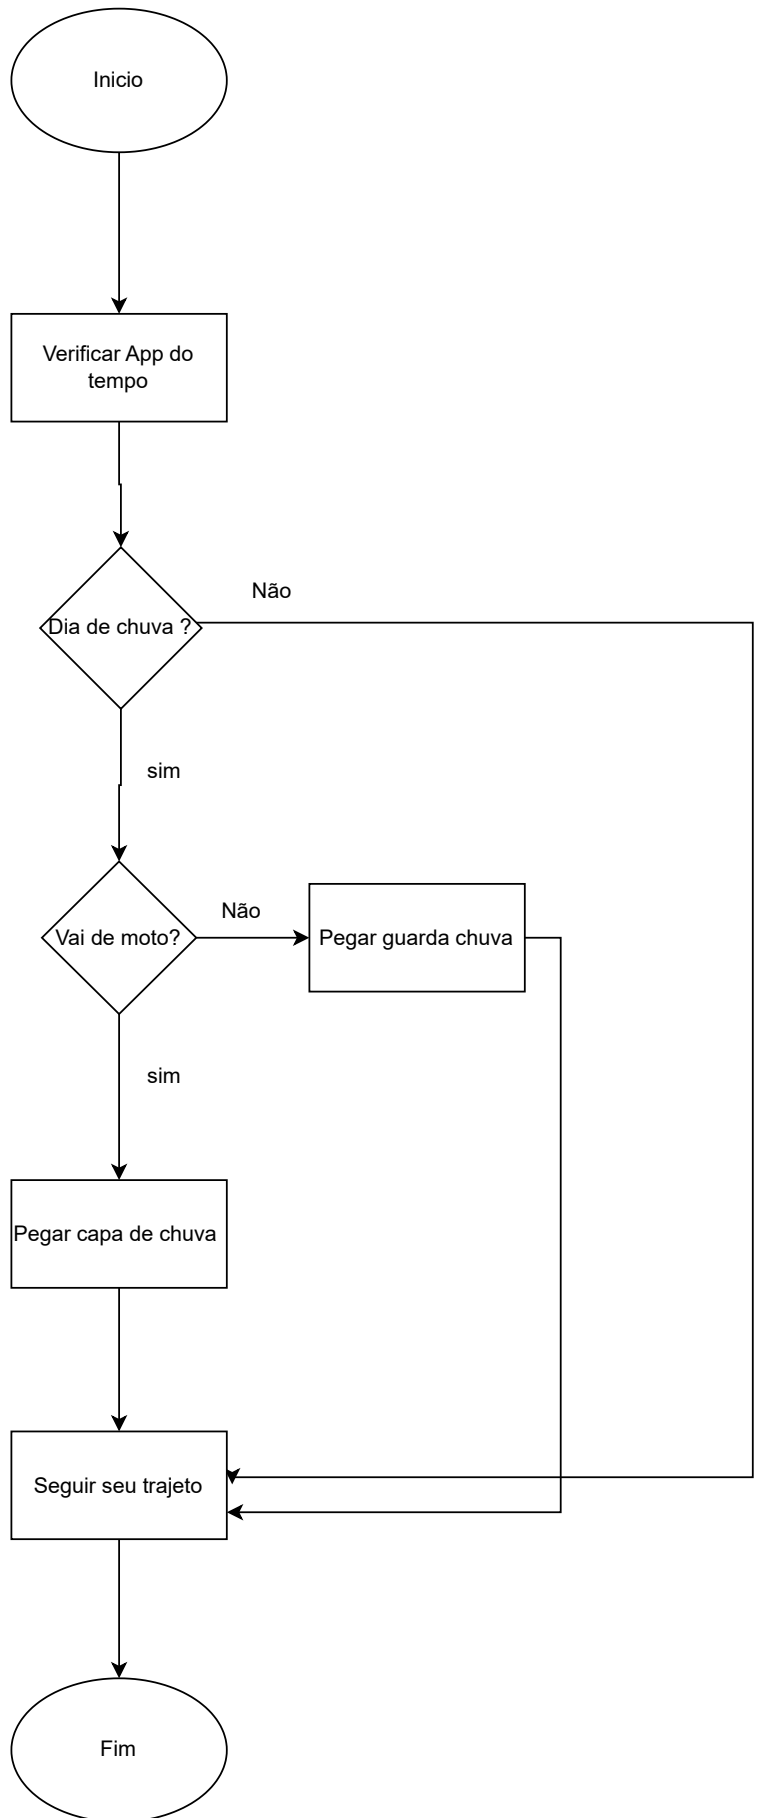 Inicio
Verificar App do
tempo
Não
Dia de chuva ?
sim
Não
Vai de moto?
Pegar guarda chuva
sim
Pegar capa de chuva
Seguir seu trajeto
Fim